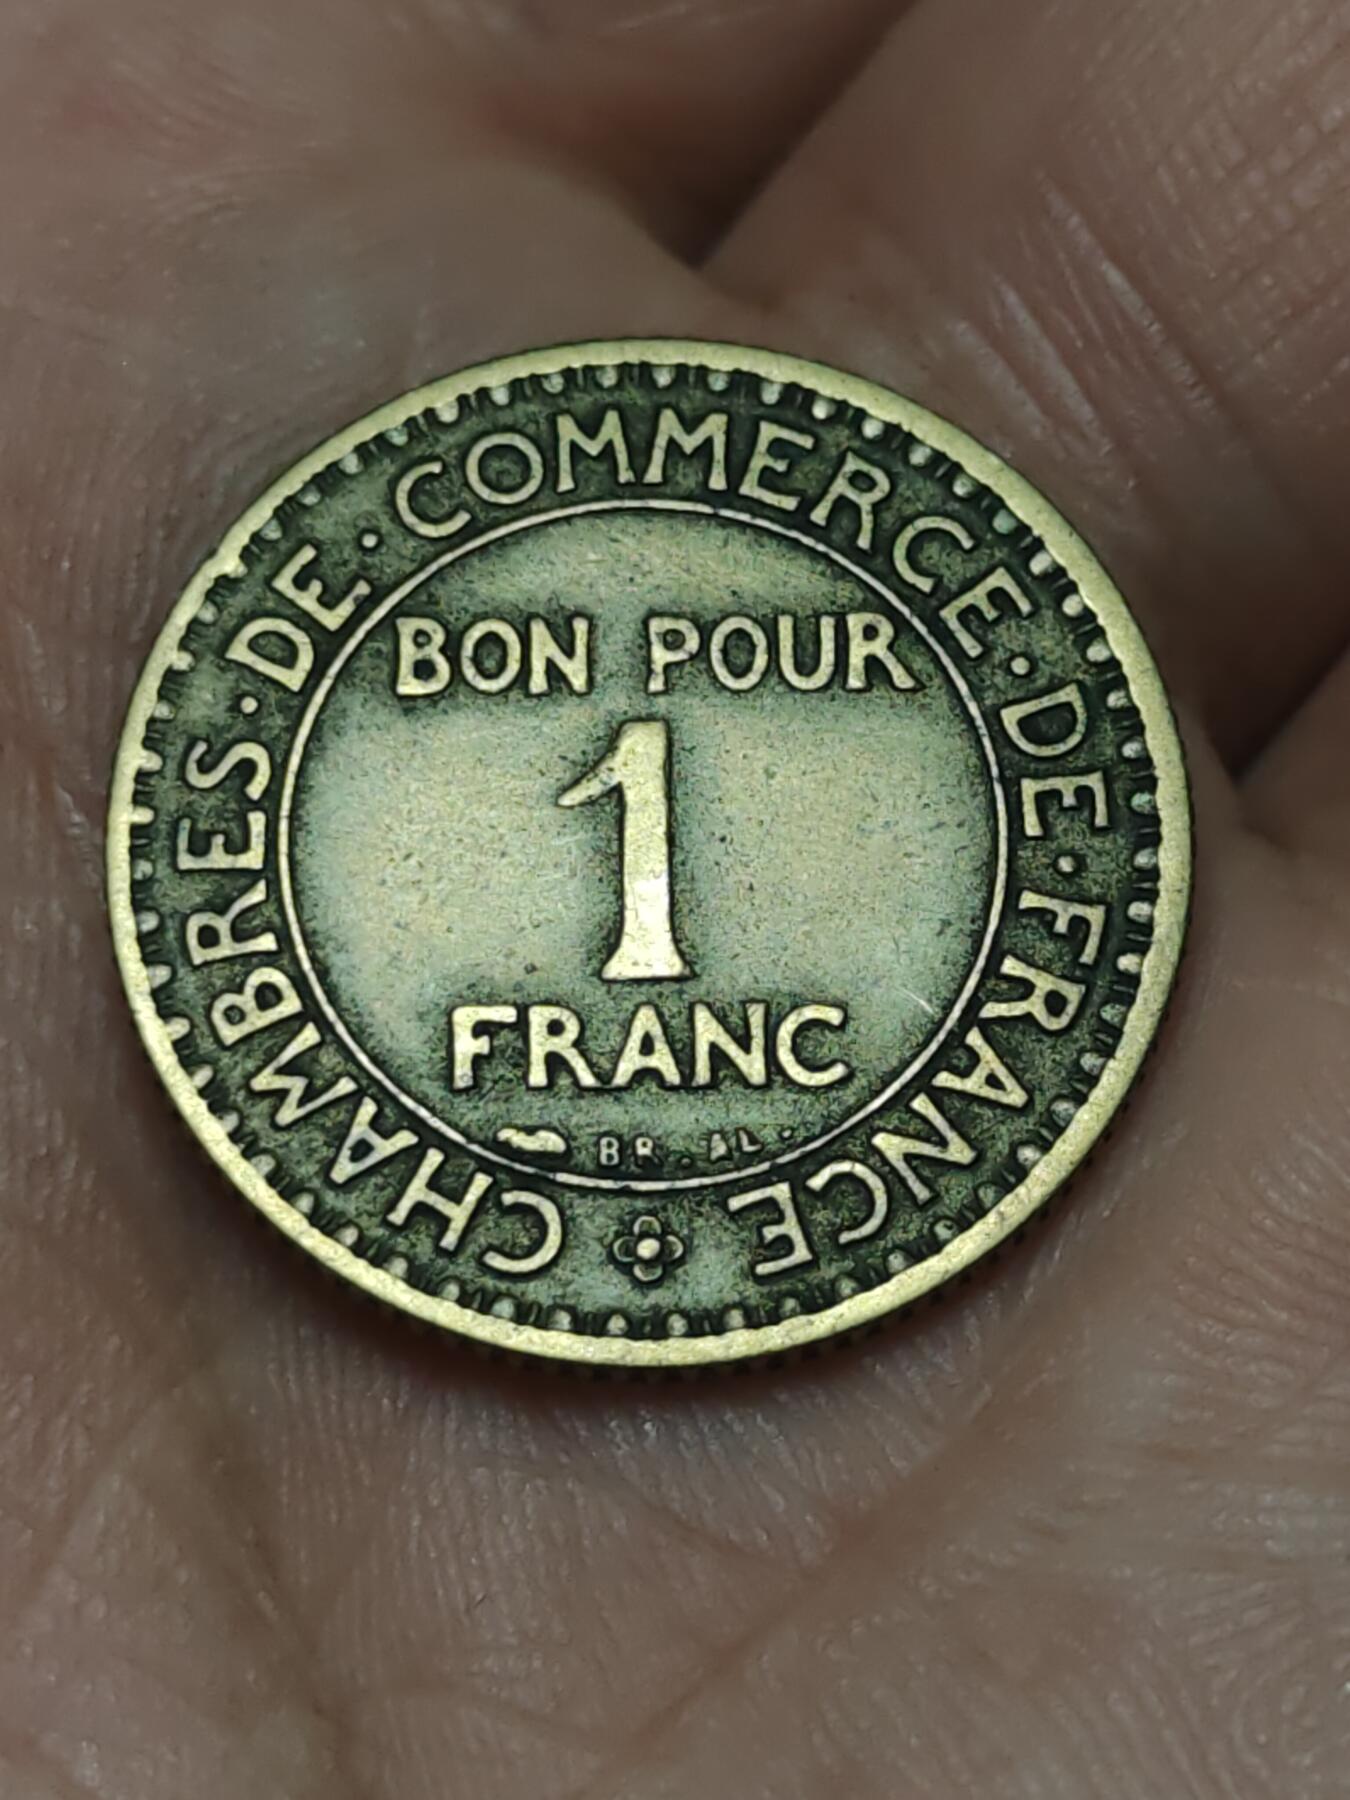 CHAMBRES · DE · COMMERCE · DE · FRANCE
BON POUR
1
FRANC
BR. AL.